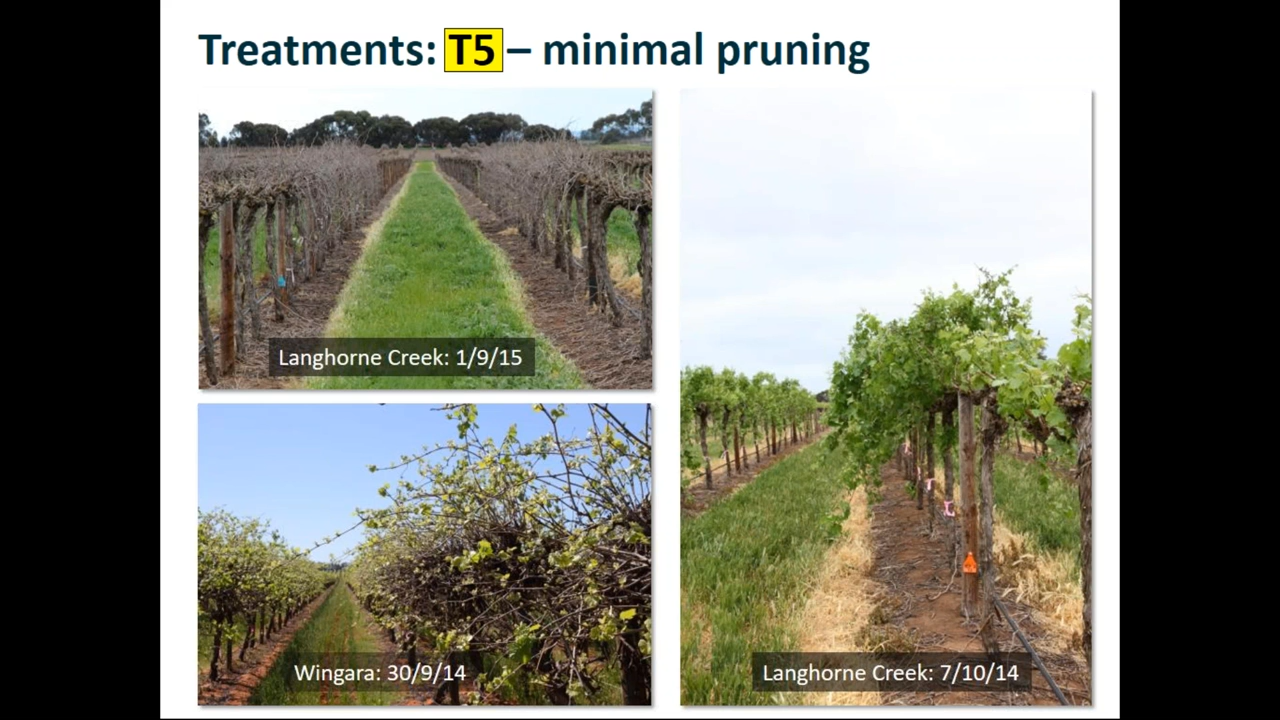 Treatments: T5 – minimal pruning
Langhorne Creek: 1/9/15
Wingara: 30/9/14
Langhorne Creek: 7/10/14